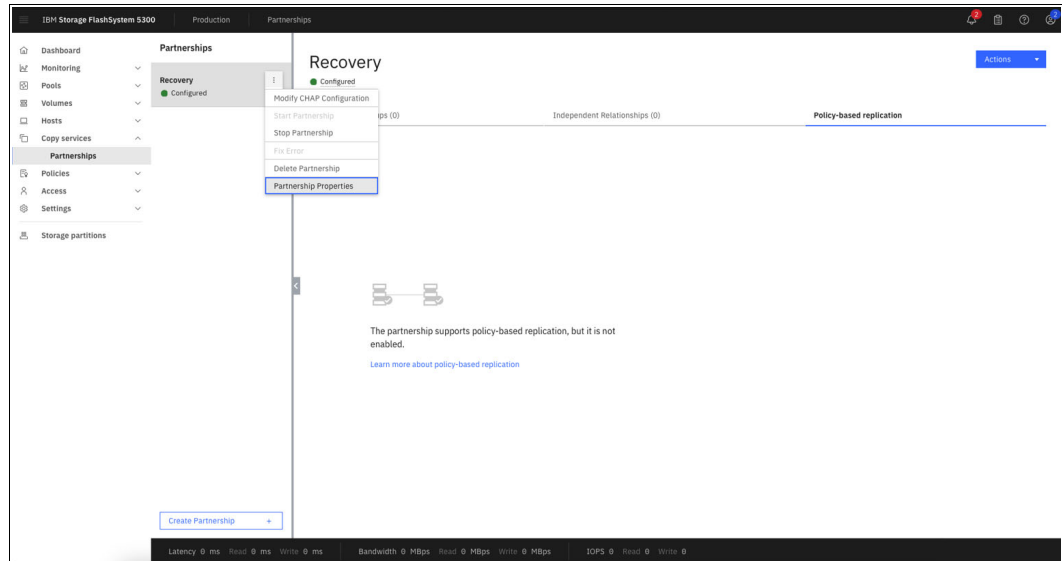 IBM Storage FlashSystem 5300 Production Partnerships 2 2
Dashboard
Monitoring
Pools
Volumes
Hosts
Copy services
Partnerships
Policies
Access
Settings
Storage partitions
Partnerships
Recovery
Configured
Modify CHAP Configuration
Start Partnership
Stop Partnership
Fix Error
Delete Partnership
Partnership Properties
Create Partnership +
Recovery
Configured
Actions
ps (0) Independent Relationships (0) Policy-based replication
The partnership supports policy-based replication, but it is not
enabled.
Learn more about policy-based replication
Latency 0 ms Read 0 ms Write 0 ms Bandwidth 0 MBps Read 0 MBps Write 0 MBps IOPS 0 Read 0 Write 0